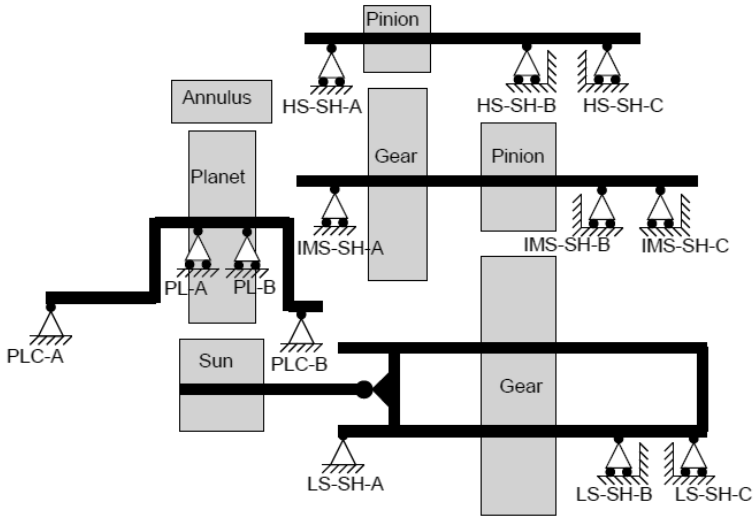 Pinion
HS-SH-A
HS-SH-B
HS-SH-C
Annulus
Gear
Pinion
Planet
IMS-SH-A
IMS-SH-B
IMS-SH-C
PL-A
PL-B
PLC-A
PLC-B
Sun
Gear
LS-SH-A
LS-SH-B
LS-SH-C